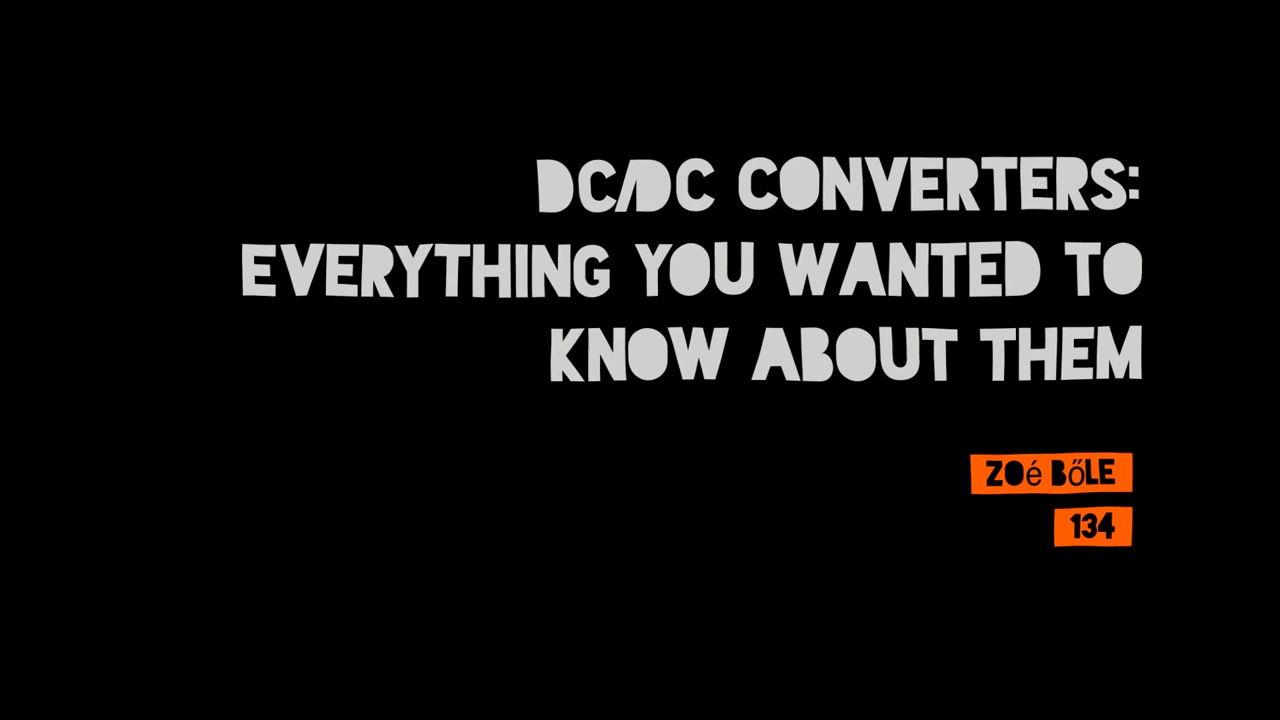 DC/DC CONVERTERS:
EVERYTHING YOU WANTED TO
KNOW ABOUT THEM
ZOé BőLE
134